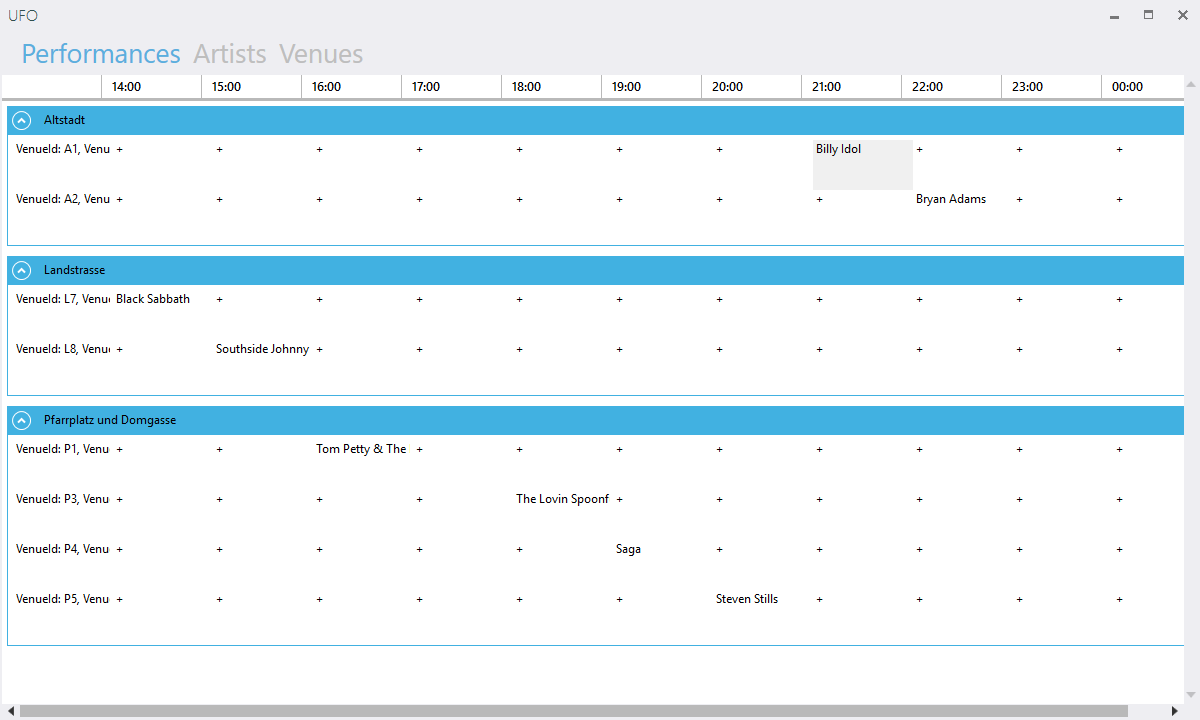 UFO
Performances Artists Venues
14:00 15:00 16:00 17:00 18:00 19:00 20:00 21:00 22:00 23:00 00:00
Altstadt
VenueId: A1, Venu + + + + + + + Billy Idol + + +
VenueId: A2, Venu + + + + + + + + Bryan Adams + +
Landstrasse
VenueId: L7, Venu Black Sabbath + + + + + + + + + +
VenueId: L8, Venu + Southside Johnny + + + + + + + + +
Pfarrplatz und Domgasse
VenueId: P1, Venu + + Tom Petty & The + + + + + + + +
VenueId: P3, Venu + + + + The Lovin Spoonf + + + + + +
VenueId: P4, Venu + + + + + Saga + + + + +
VenueId: P5, Venu + + + + + + Steven Stills + + + +